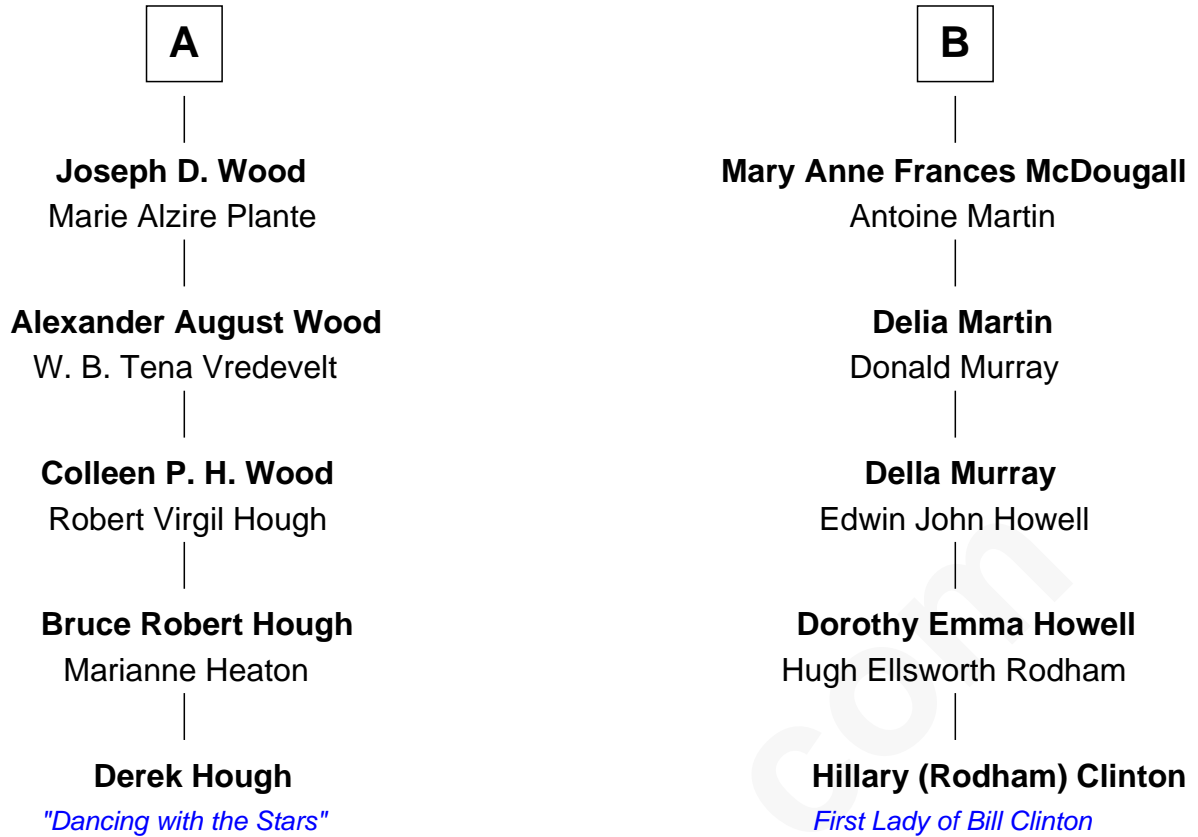 A
Joseph D. Wood
Marie Alzire Plante
Alexander August Wood
W. B. Tena Vredevelt
Colleen P. H. Wood
Robert Virgil Hough
Bruce Robert Hough
Marianne Heaton
Derek Hough
"Dancing with the Stars"
B
Mary Anne Frances McDougall
Antoine Martin
Delia Martin
Donald Murray
Della Murray
Edwin John Howell
Dorothy Emma Howell
Hugh Ellsworth Rodham
Hillary (Rodham) Clinton
First Lady of Bill Clinton
com